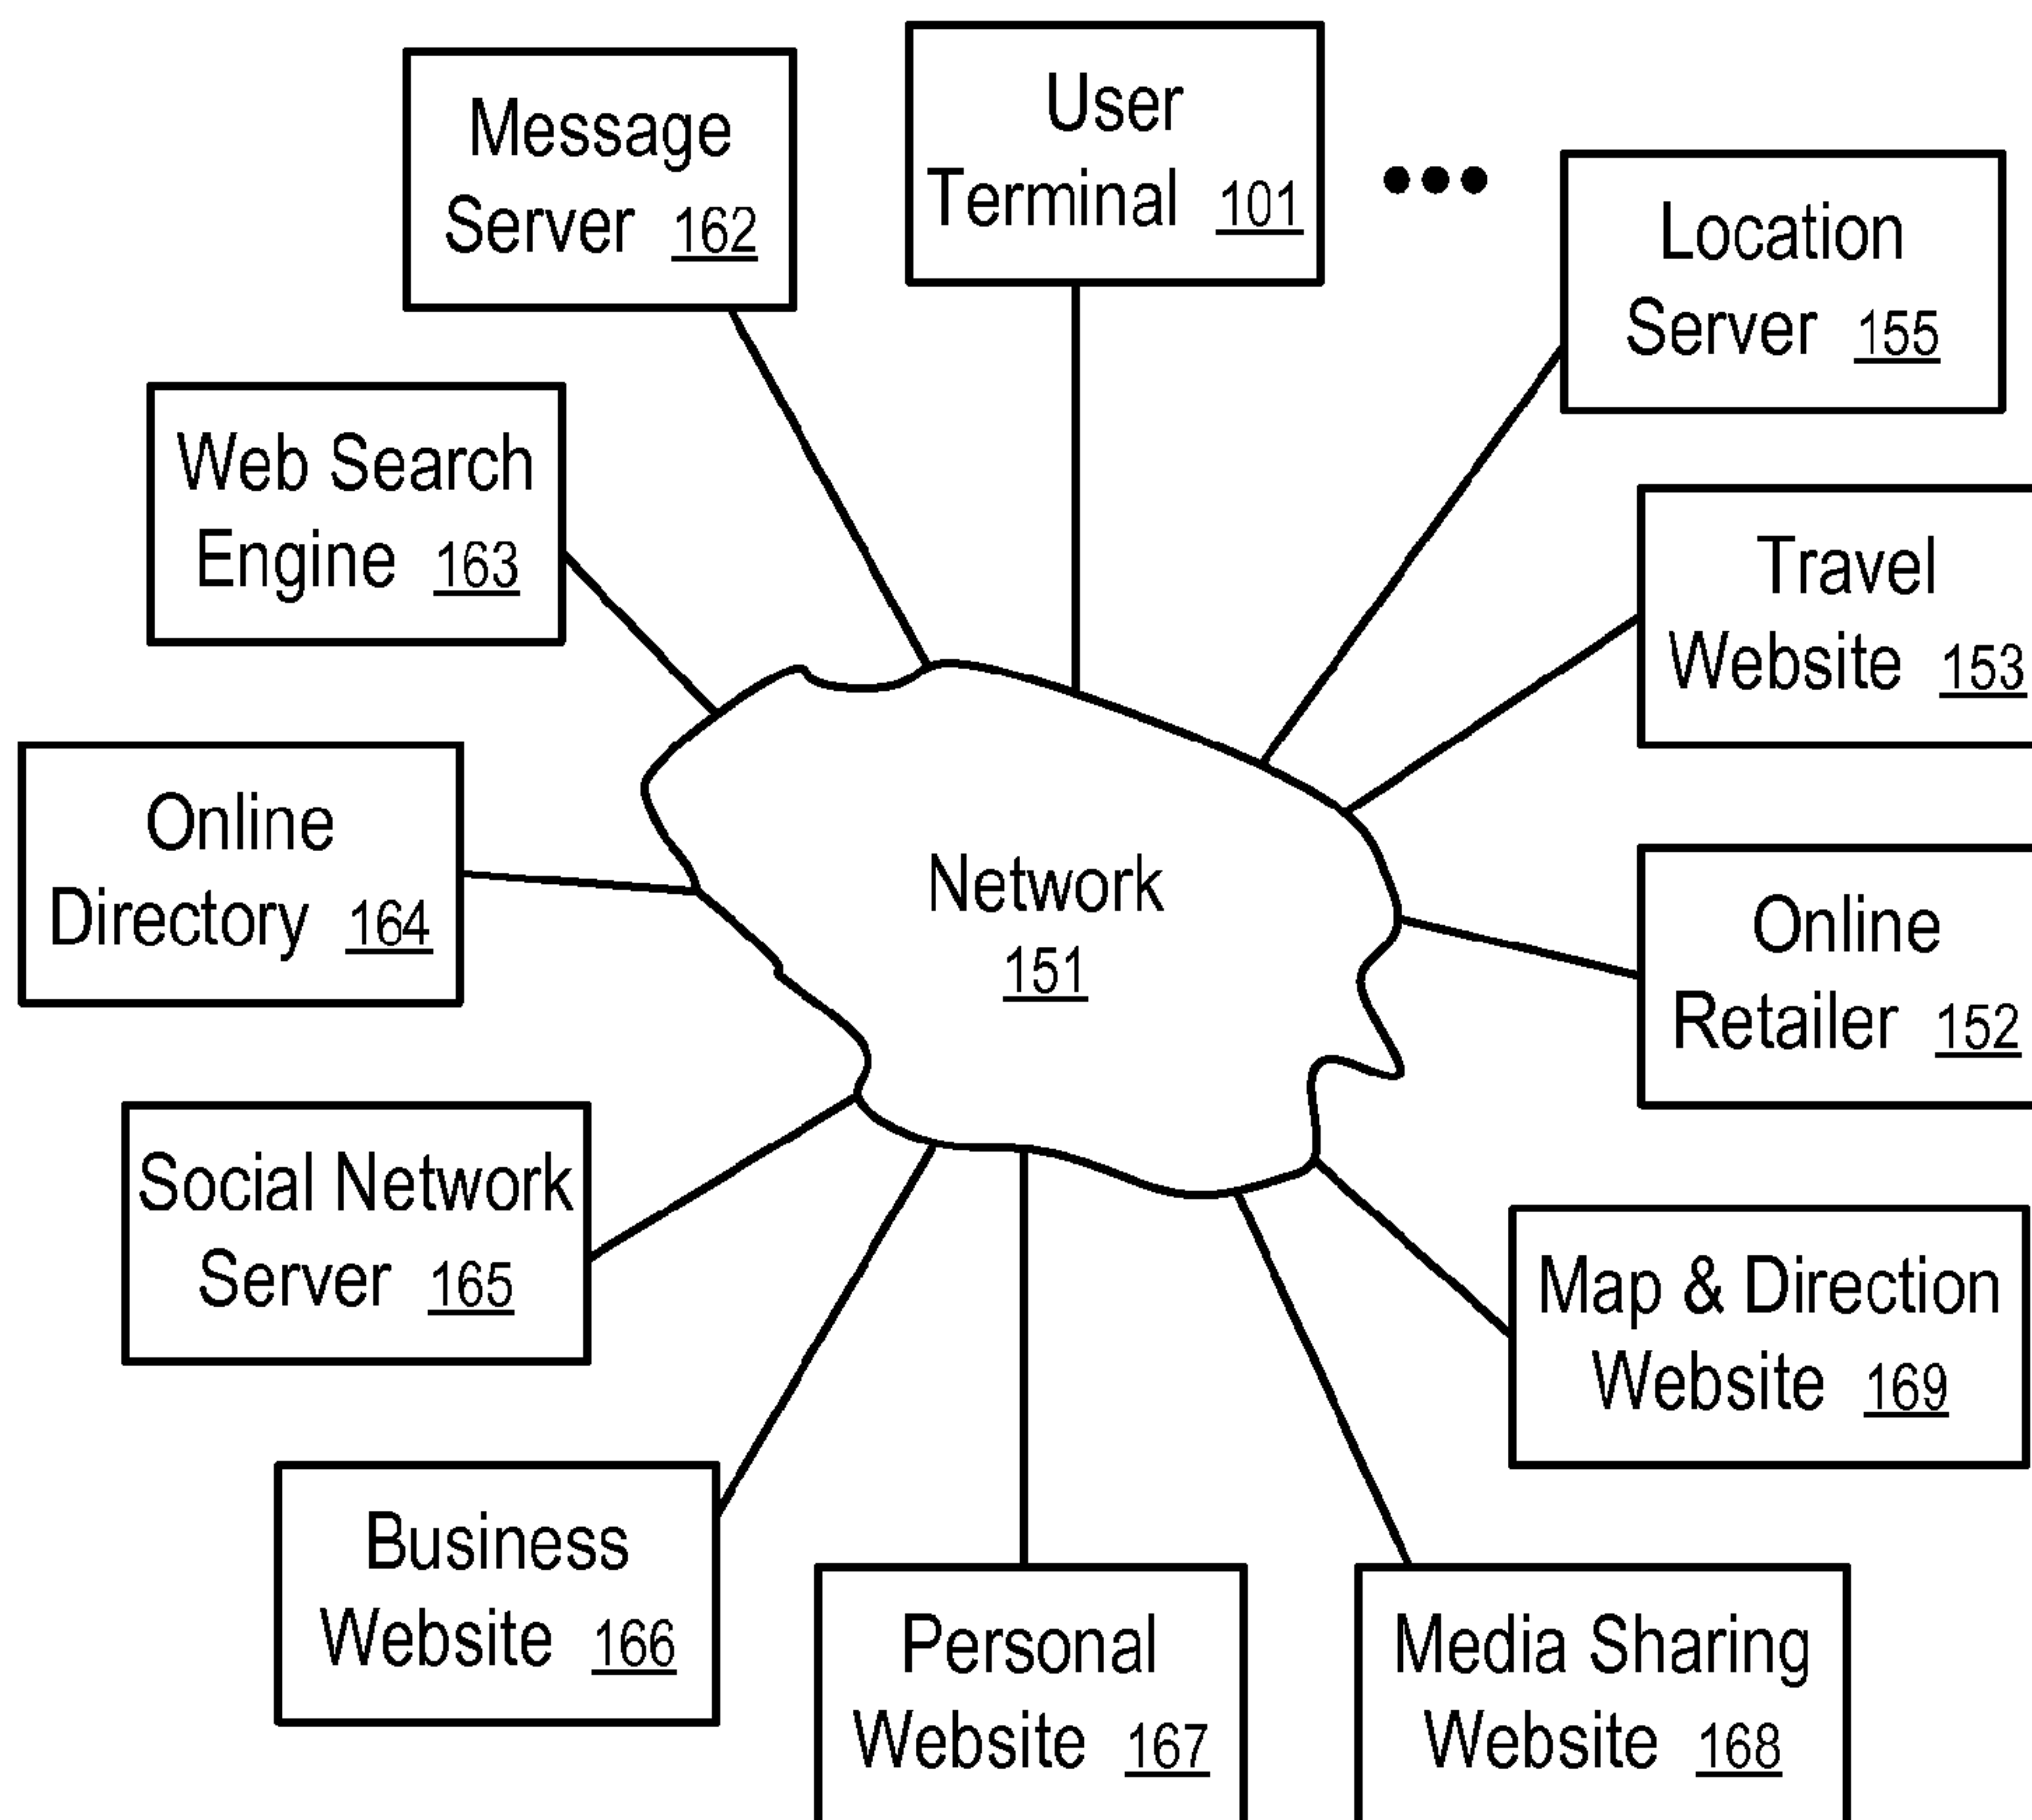 User
Terminal 101
Message
Server 162
Location
Server 155
Web Search
Engine 163
Travel
Website 153
Online
Directory 164
Network
151
Online
Retailer 152
Social Network
Server 165
Map & Direction
Website 169
Business
Website 166
Personal
Website 167
Media Sharing
Website 168